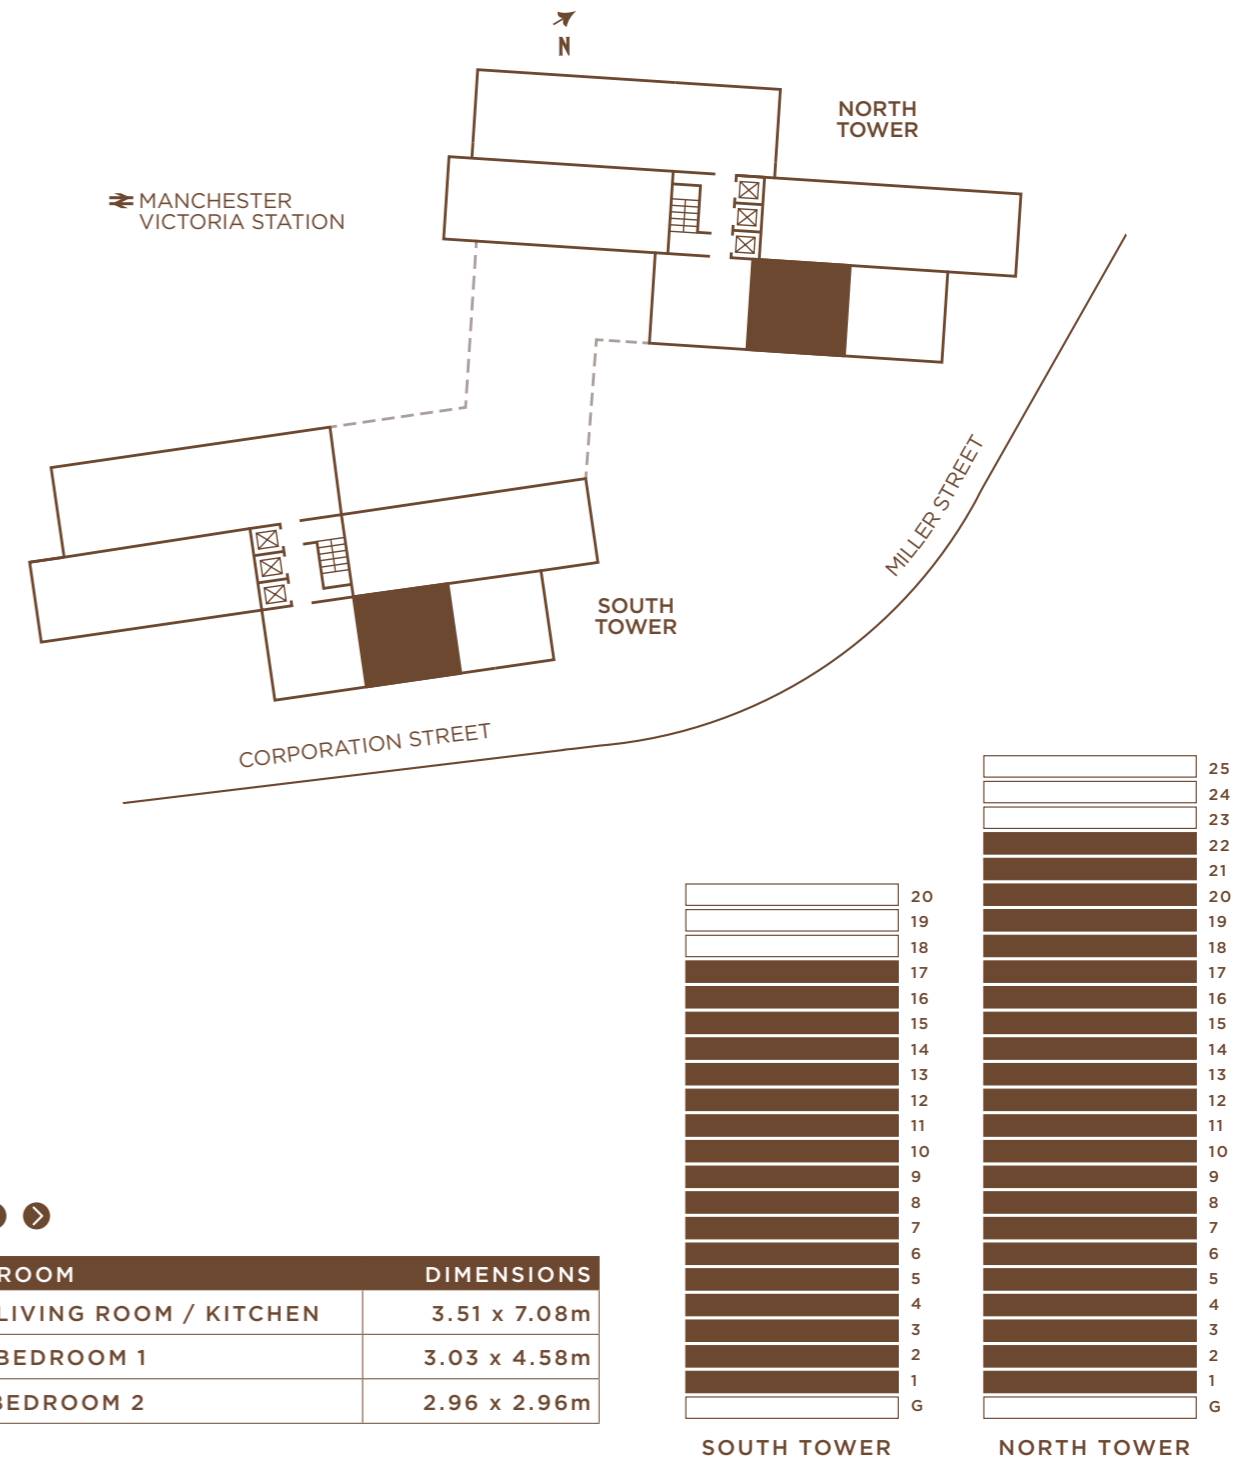 N
NORTH
TOWER
MANCHESTER
VICTORIA STATION
MILLER STREET
SOUTH
TOWER
CORPORATION STREET
25
24
23
22
21
20
19
18
17
16
15
14
13
12
11
10
9
8
7
6
5
4
3
2
1
G
NORTH TOWER
20
19
18
17
16
15
14
13
12
11
10
9
8
7
6
5
4
3
2
1
G
SOUTH TOWER
ROOM DIMENSIONS
LIVING ROOM / KITCHEN 3.51 x 7.08m
BEDROOM 1 3.03 x 4.58m
BEDROOM 2 2.96 x 2.96m